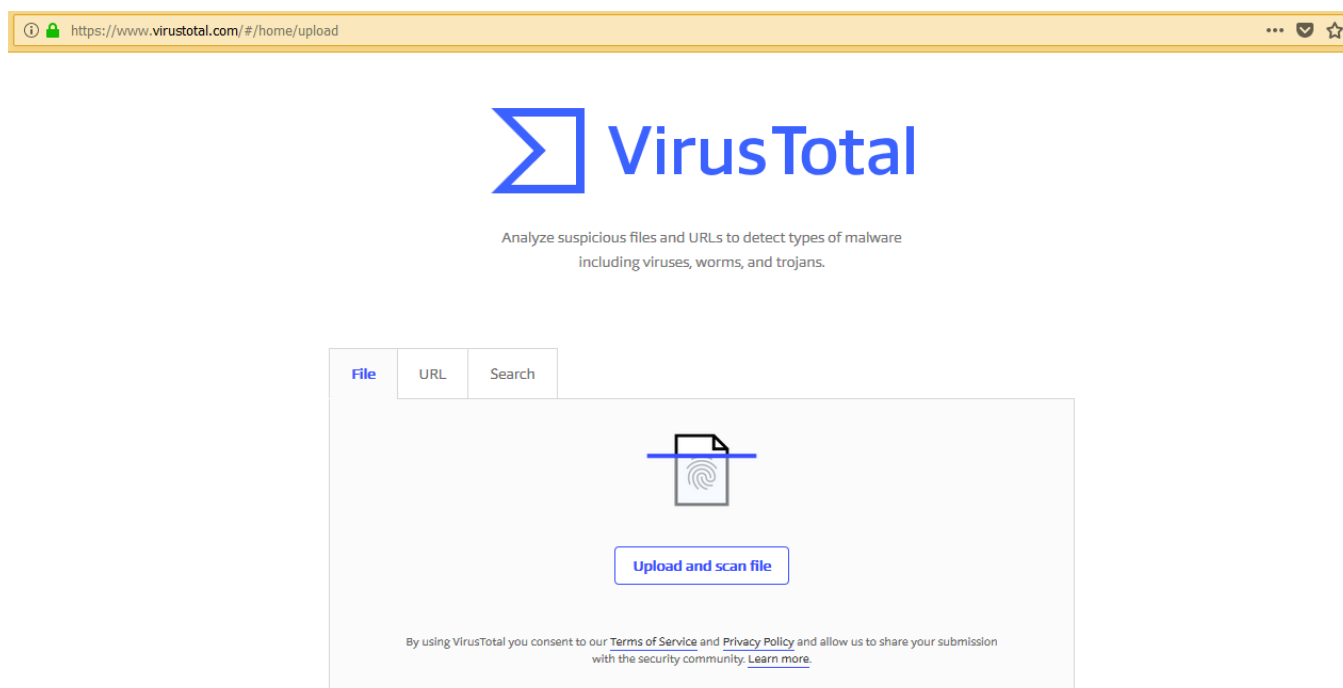 https://www.virustotal.com/#/home/upload
VirusTotal
Analyze suspicious files and URLs to detect types of malware
including viruses, worms, and trojans.
File URL Search
Upload and scan file
By using VirusTotal you consent to our Terms of Service and Privacy Policy and allow us to share your submission
with the security community. Learn more.